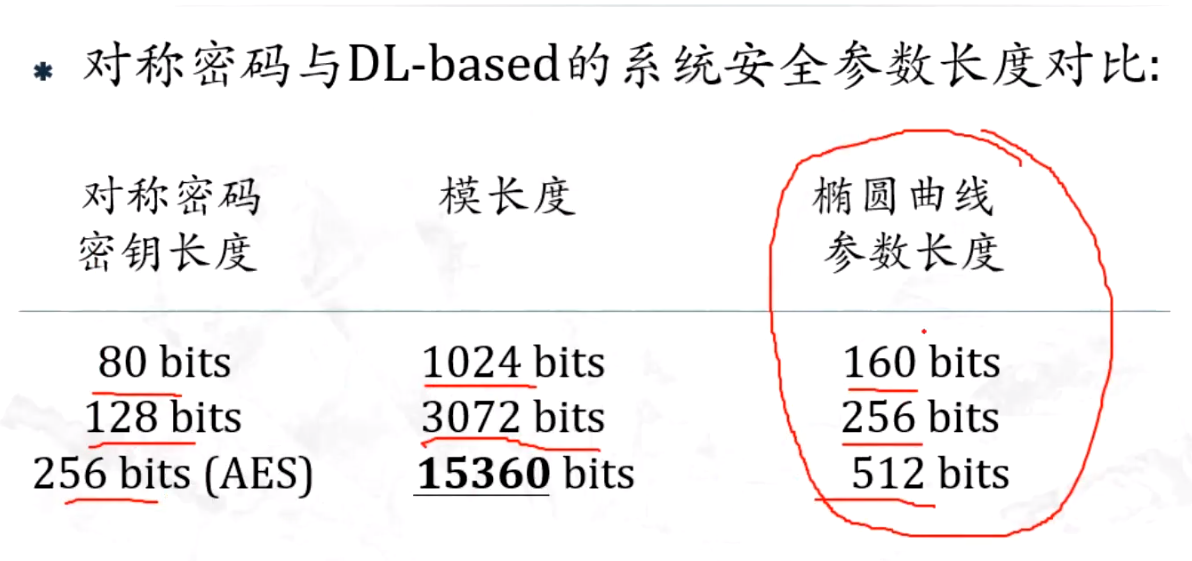 * 对称密码与DL-based的系统安全参数长度对比:
对称密码 模长度 椭圆曲线
密钥长度 参数长度
80 bits 1024 bits 160 bits
128 bits 3072 bits 256 bits
256 bits (AES) 15360 bits 512 bits